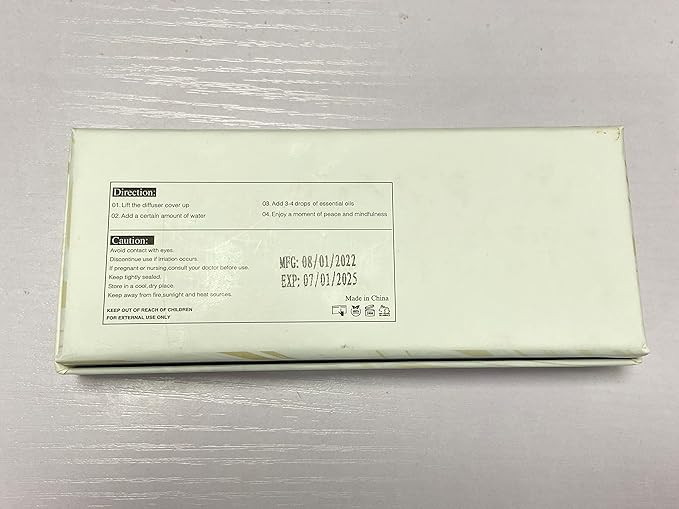 Direction:
01. Lift the diffuser cover up
02. Add a certain amount of water
03. Add 3-4 drops of essential oils
04. Enjoy a moment of peace and mindfulness
Caution:
Avoid contact with eyes.
Discontinue use if irritation occurs.
If pregnant or nursing,consult your doctor before use.
Keep tightly sealed.
Store in a cool,dry place.
Keep away from fire,sunlight and heat sources.
KEEP OUT OF REACH OF CHILDREN
FOR EXTERNAL USE ONLY
MFG: 08/01/2022
EXP: 07/01/2025
Made in China